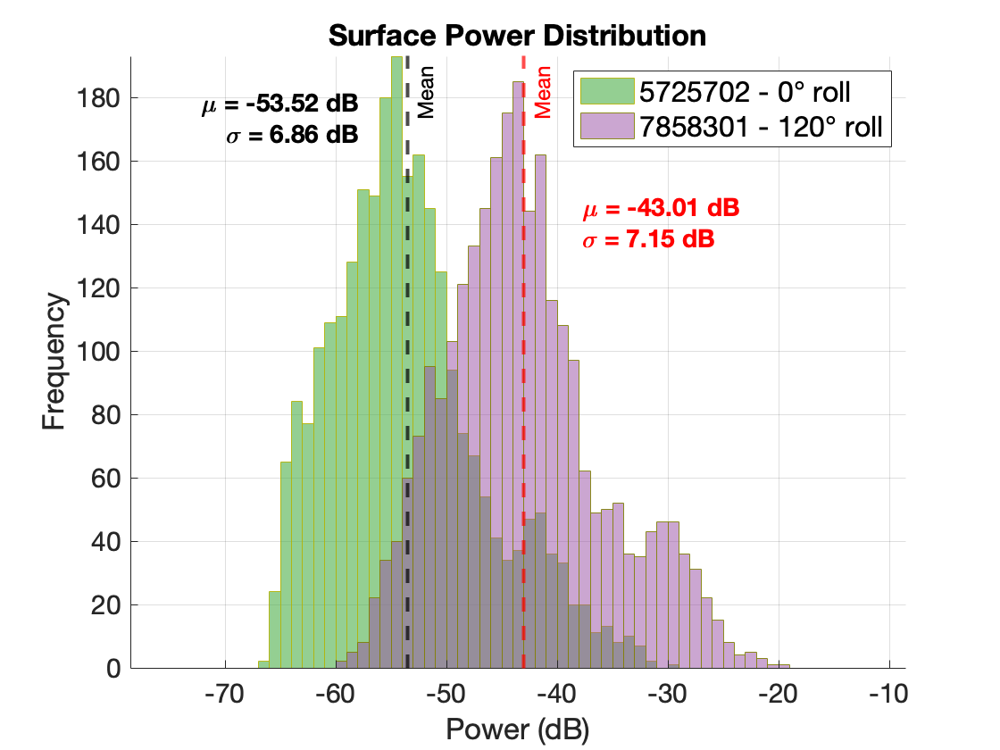 Surface Power Distribution
μ = -53.52 dB
σ = 6.86 dB
Mean
Mean
5725702 - 0° roll
7858301 - 120° roll
μ = -43.01 dB
σ = 7.15 dB
Frequency
180
160
140
120
100
80
60
40
20
0
-70 -60 -50 -40 -30 -20 -10
Power (dB)